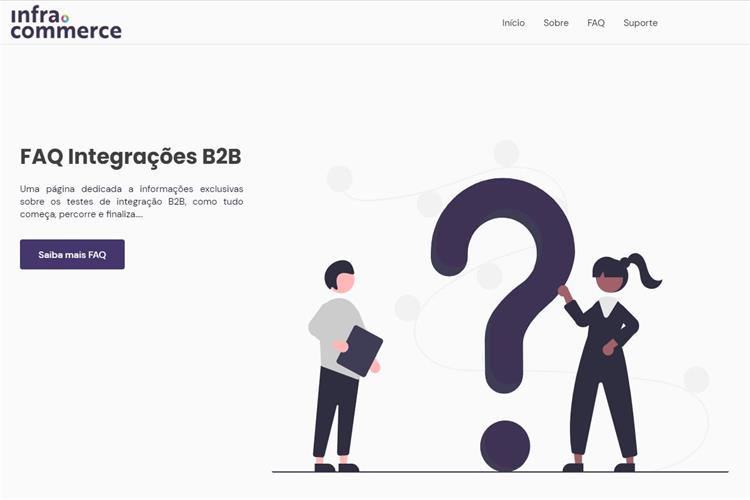 infra
commerce
Início Sobre FAQ Suporte
FAQ Integrações B2B
Uma página dedicada a informações exclusivas
sobre os testes de integração B2B, como tudo
começa, percorre e finaliza....
Saiba mais FAQ